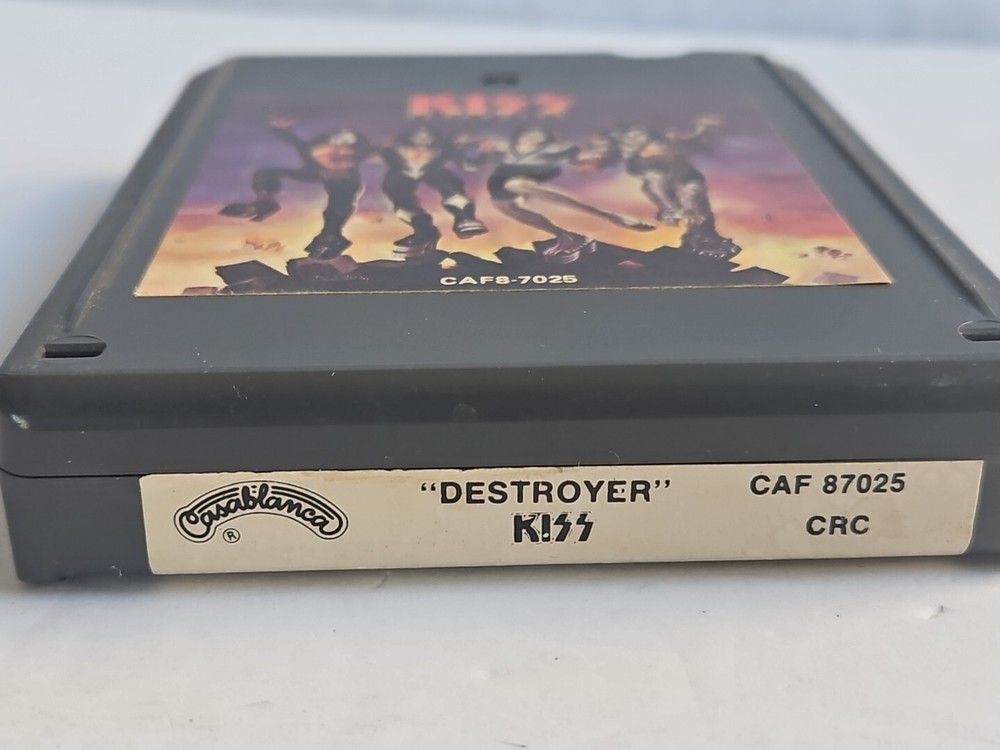 KISS
CAF8-7025
Casablanca
®
"DESTROYER"
KISS
CAF 87025
CRC